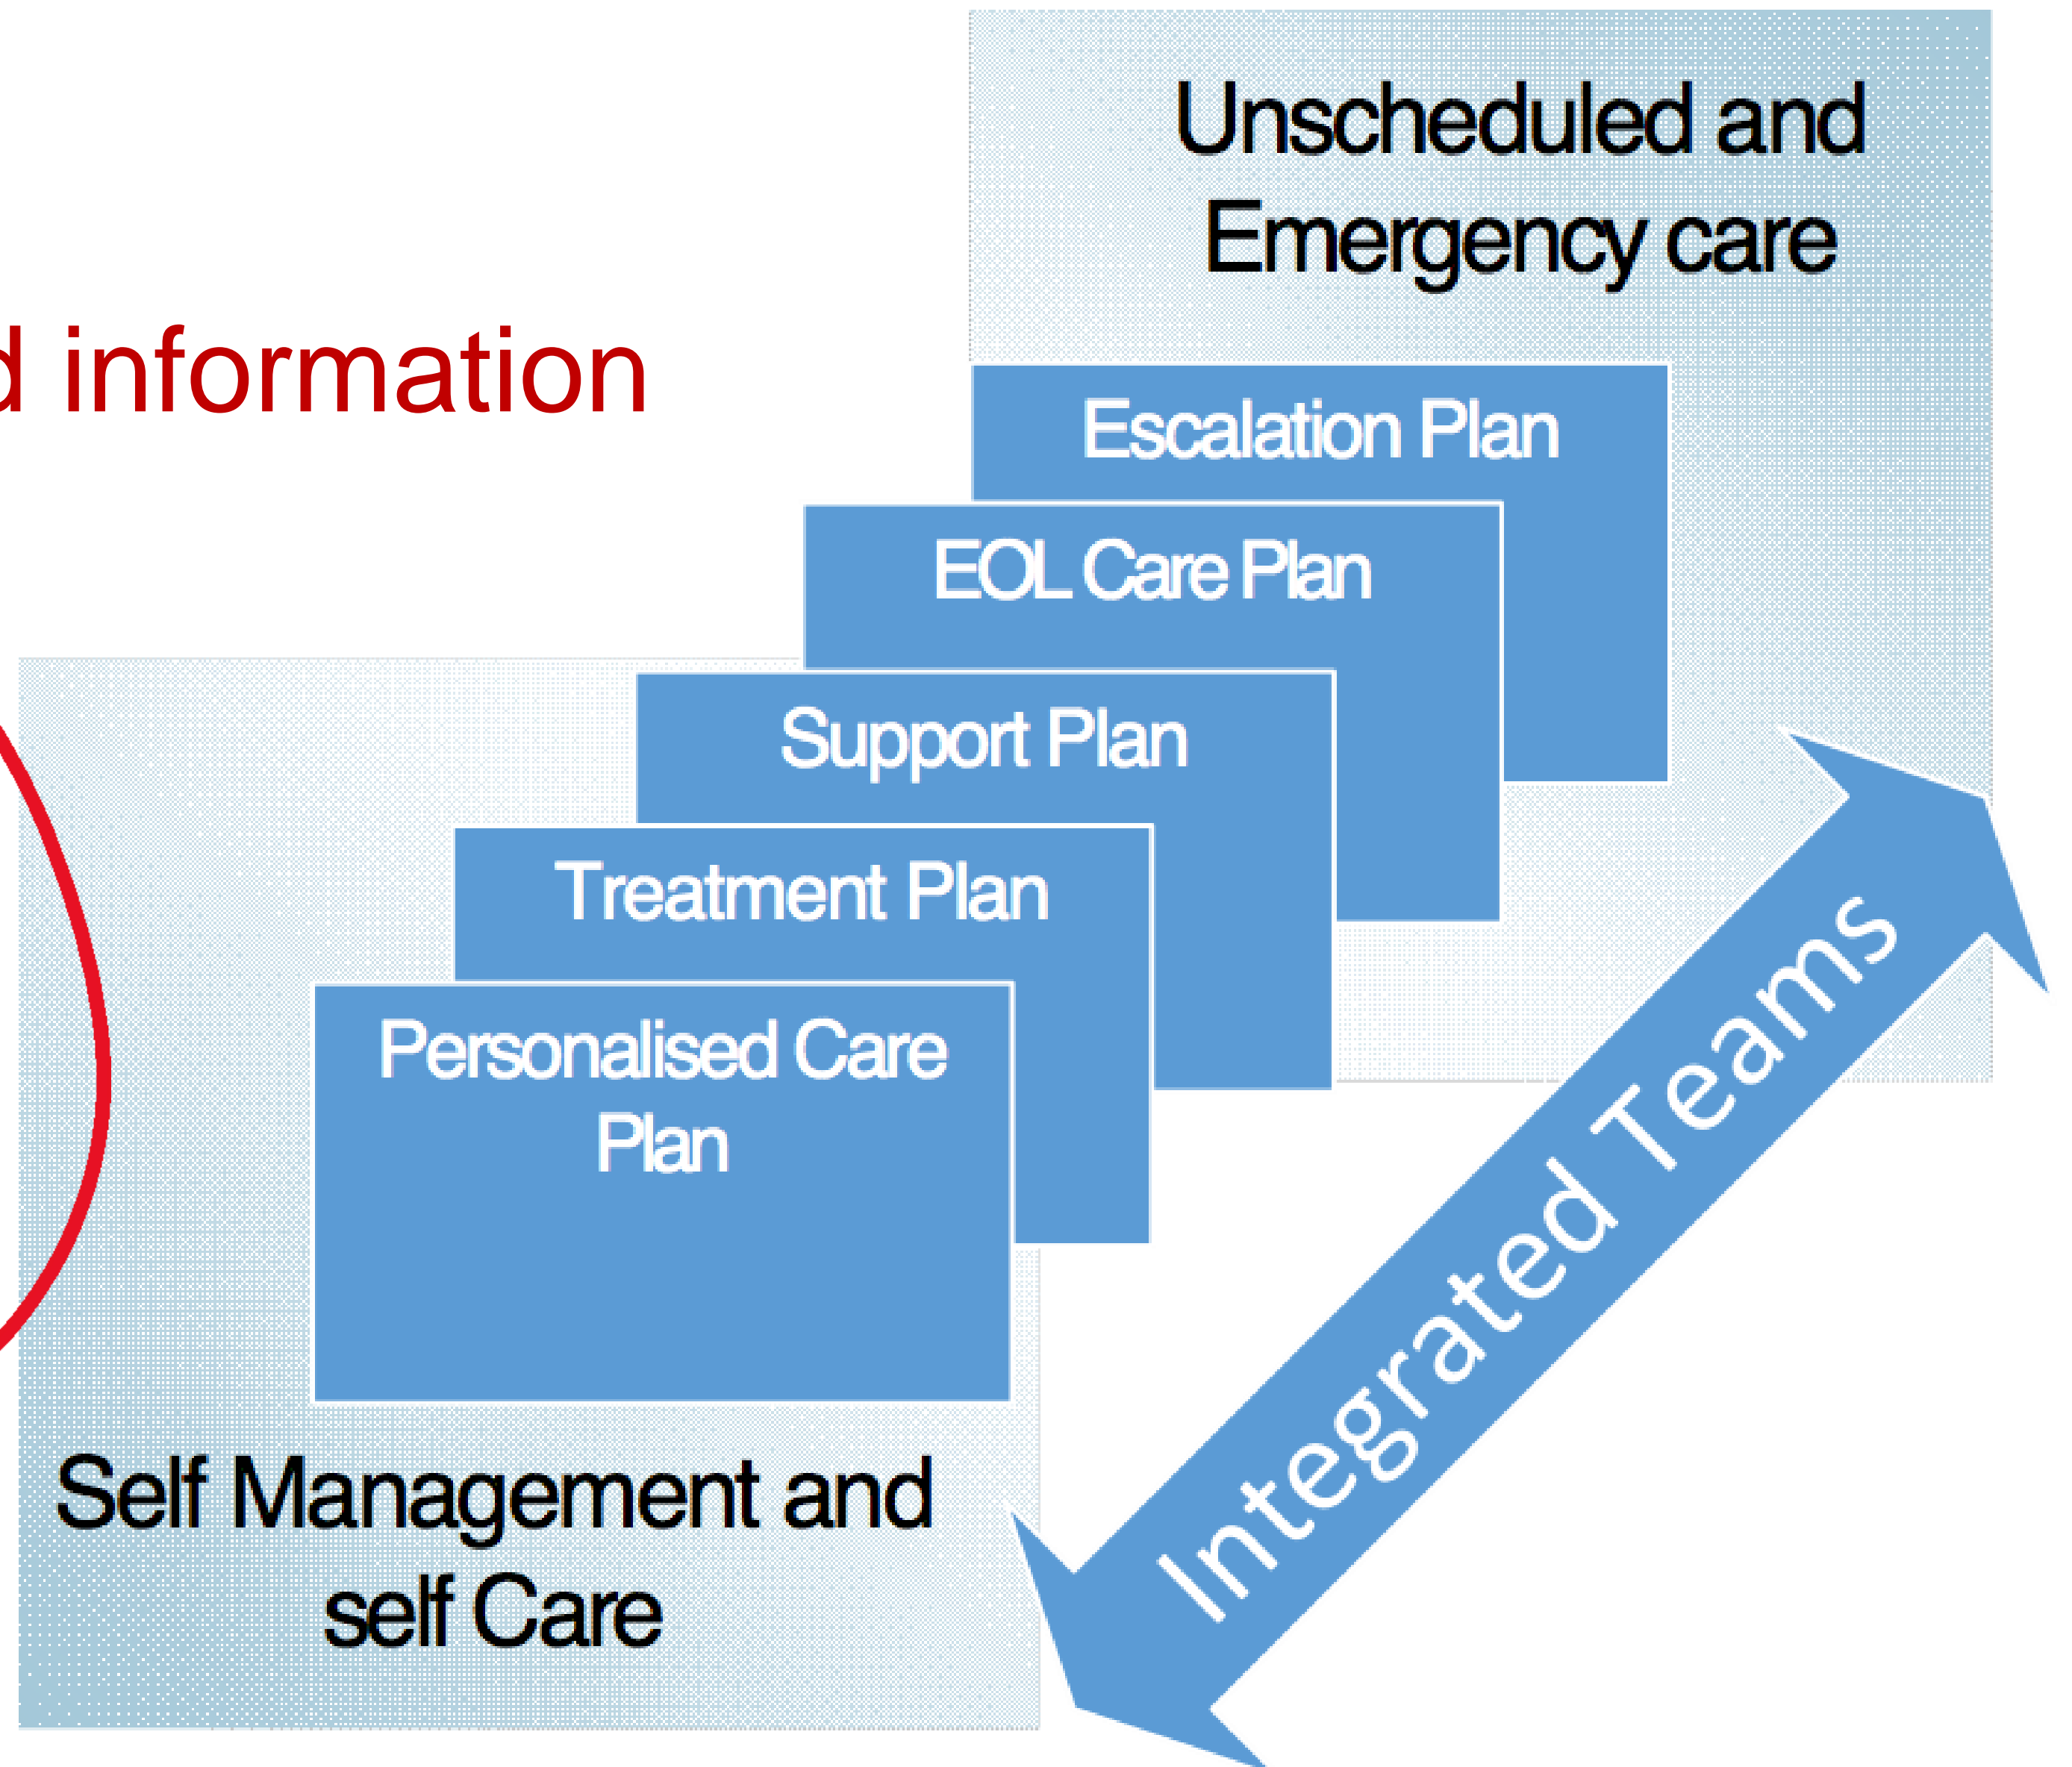 Unscheduled and
Emergency care
d information
Escalation Plan
EOL Care Plan
Support Plan
Treatment Plan
Personalised Care
Plan
Integrated Teams
Self Management and
self Care